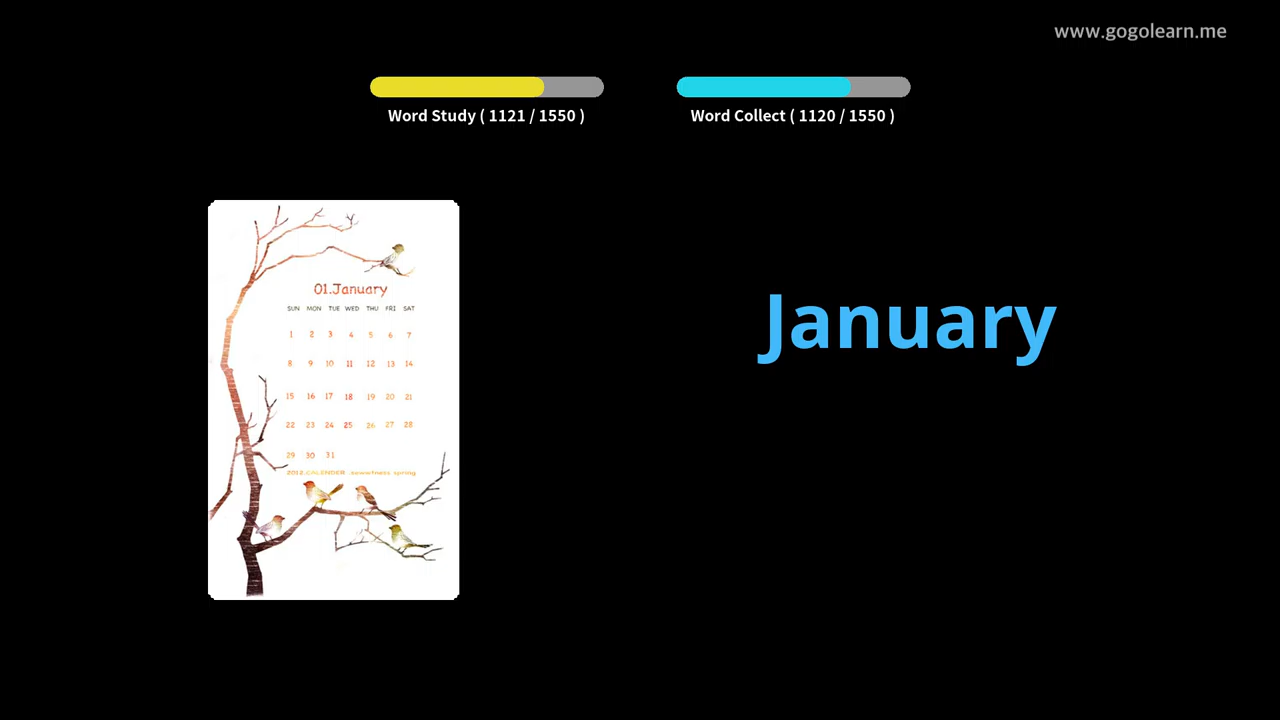 www.gogolearn.me
Word Study ( 1121 / 1550 )
Word Collect ( 1120 / 1550 )
01.January
SUN MON TUE WED THU FRI SAT
1 2 3 4 5 6 7
8 9 10 11 12 13 14
15 16 17 18 19 20 21
22 23 24 25 26 27 28
29 30 31
CALENDER
spring
January